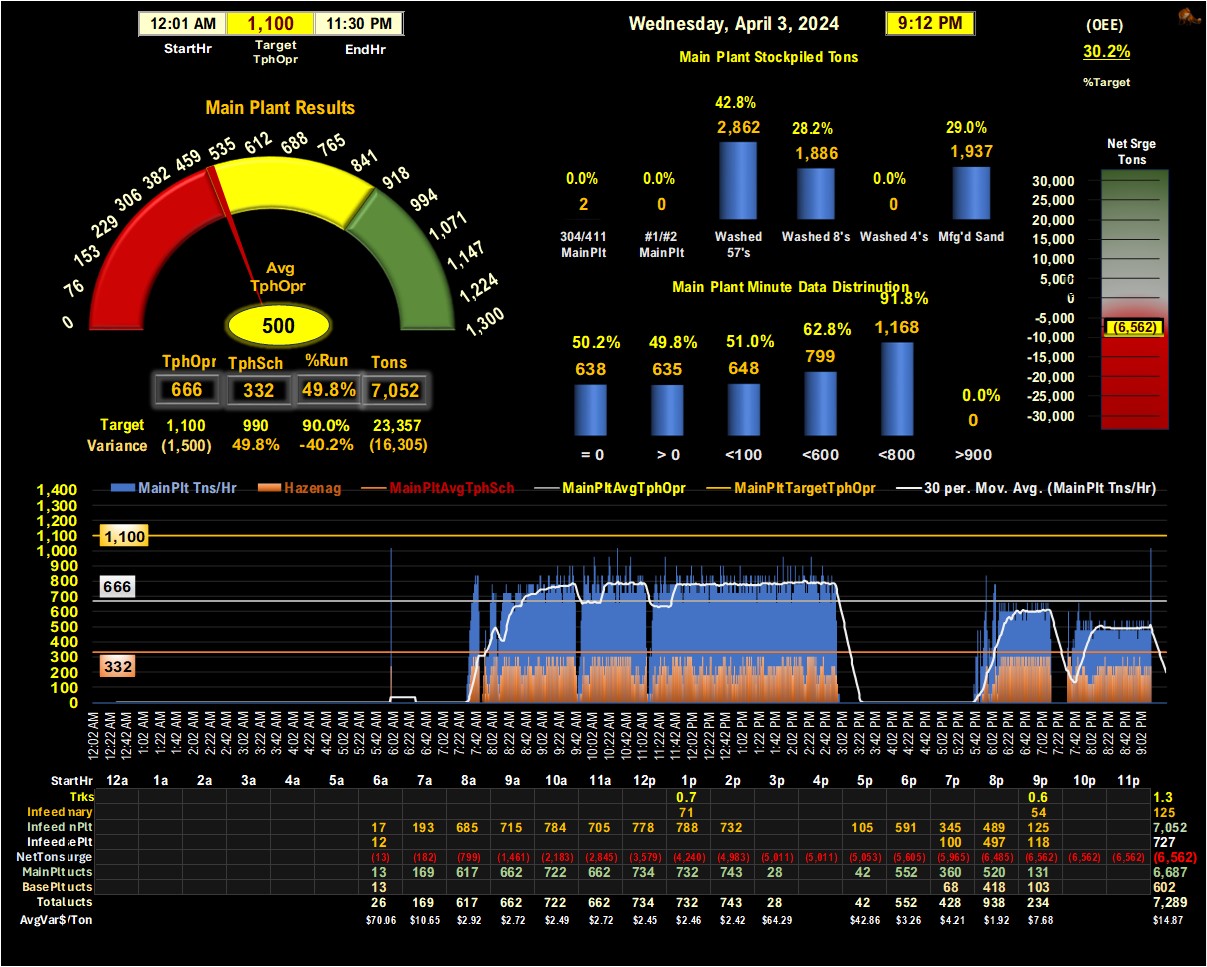 12:01 AM 1,100 11:30 PM
StartHr Target TphOpr EndHr
Wednesday, April 3, 2024 9:12 PM
(OEE)
30.2%
%Target
Main Plant Stockpiled Tons
42.8%
2,862
28.2%
1,886
29.0%
1,937
0.0% 0.0% 0.0%
2 0 0
304/411 MainPlt #1/#2 MainPlt Washed 57's Washed 8's Washed 4's Mfg'd Sand
Net Srge
Tons
30,000
25,000
20,000
15,000
10,000
5,000
0
-5,000
(6,562)
-10,000
-15,000
-20,000
-25,000
-30,000
Main Plant Results
0 76 153 229 306 382 459 535 612 688 765 841 918 994 1,071 1,147 1,224 1,300
Avg
TphOpr
500
TphOpr TphSch %Run Tons
666 332 49.8% 7,052
Target 1,100 990 90.0% 23,357
Variance (1,500) 49.8% -40.2% (16,305)
Main Plant Minute Data Distrinution
50.2% 49.8% 51.0% 62.8% 91.8% 0.0%
638 635 648 799 1,168 0
= 0 > 0 <100 <600 <800 >900
MainPlt Tns/Hr Hazenag MainPltAvgTphSch MainPltAvgTphOpr MainPltTargetTphOpr 30 per. Mov. Avg. (MainPlt Tns/Hr)
1,400
1,300
1,200
1,100
1,000
900
800
700
600
500
400
300
200
100
0
1,100
666
332
12:02 AM 12:22 AM 12:42 AM 1:02 AM 1:22 AM 1:42 AM 2:02 AM 2:22 AM 2:42 AM 3:02 AM 3:22 AM 3:42 AM 4:02 AM 4:22 AM 4:42 AM 5:02 AM 5:22 AM 5:42 AM 6:02 AM 6:22 AM 6:42 AM 7:02 AM 7:22 AM 7:42 AM 8:02 AM 8:22 AM 8:42 AM 9:02 AM 9:22 AM 9:42 AM 10:02 AM 10:22 AM 10:42 AM 11:02 AM 11:22 AM 11:42 AM 12:02 PM 12:22 PM 12:42 PM 1:02 PM 1:22 PM 1:42 PM 2:02 PM 2:22 PM 2:42 PM 3:02 PM 3:22 PM 3:42 PM 4:02 PM 4:22 PM 4:42 PM 5:02 PM 5:22 PM 5:42 PM 6:02 PM 6:22 PM 6:42 PM 7:02 PM 7:22 PM 7:42 PM 8:02 PM 8:22 PM 8:42 PM 9:02 PM
StartHr 12a 1a 2a 3a 4a 5a 6a 7a 8a 9a 10a 11a 12p 1p 2p 3p 4p 5p 6p 7p 8p 9p 10p 11p
Trks 0.7 0.6 1.3
Infeed mary 71 54 125
Infeed nPlt 17 193 685 715 784 705 778 788 732 105 591 345 489 125 7,052
Infeed ePlt 12 100 497 118 727
NetTons urge (13) (182) (799) (1,461) (2,183) (2,845) (3,579) (4,240) (4,983) (5,011) (5,011) (5,053) (5,605) (5,965) (6,485) (6,562) (6,562) (6,562) (6,562)
MainPlt ucts 13 169 617 662 722 662 734 732 743 28 42 552 360 520 131 6,687
BasePlt ucts 13 68 418 103 602
Total ucts 26 169 617 662 722 662 734 732 743 28 42 552 428 938 234 7,289
AvgVar$/Ton $70.06 $10.65 $2.92 $2.72 $2.49 $2.72 $2.45 $2.46 $2.42 $64.29 $42.86 $3.26 $4.21 $1.92 $7.68 $14.87